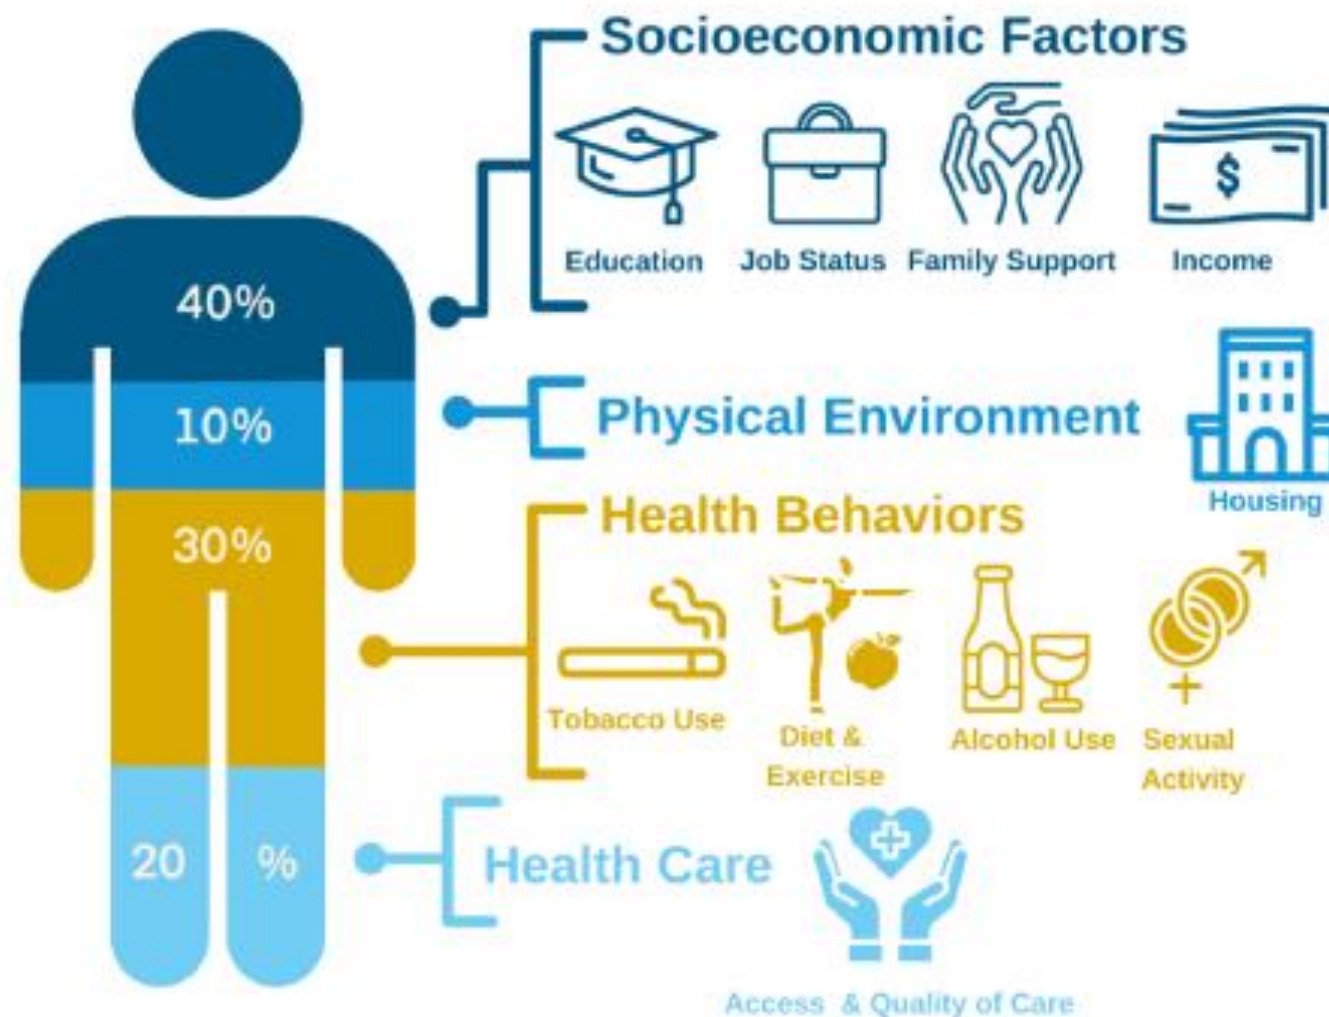 Socioeconomic Factors
$
Education Job Status Family Support Income
40%
10%
Physical Environment
Housing
30%
Health Behaviors
Tobacco Use
Diet &
Exercise
Alcohol Use
Sexual
Activity
20 %
Health Care
Access & Quality of Care